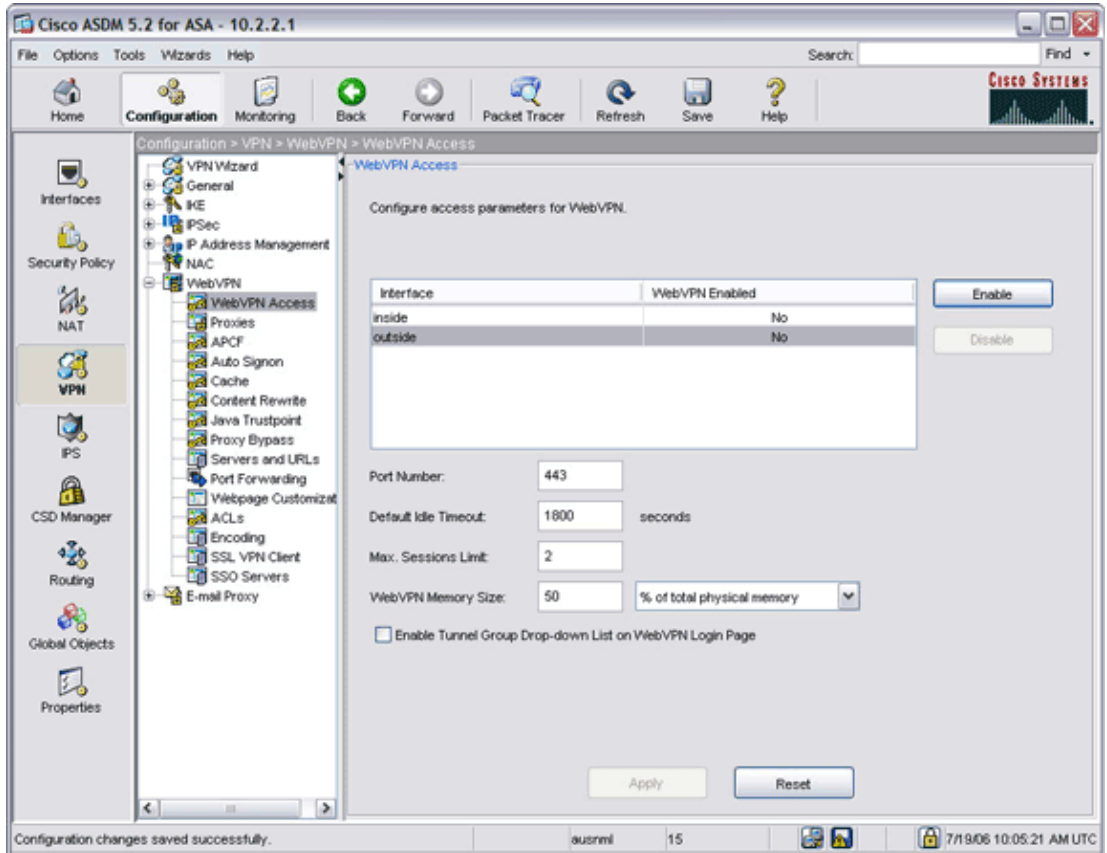 Cisco ASDM 5.2 for ASA - 10.2.2.1
File Options Tools Wizards Help Search: Find
Home Configuration Monitoring Back Forward Packet Tracer Refresh Save Help
CISCO SYSTEMS
Configuration > VPN > WebVPN > WebVPN Access
Interfaces
Security Policy
NAT
VPN
IPS
CSD Manager
Routing
Global Objects
Properties
VPN Wizard
General
IKE
IPSec
IP Address Management
NAC
WebVPN
WebVPN Access
Proxies
APCF
Auto Signon
Cache
Content Rewrite
Java Trustpoint
Proxy Bypass
Servers and URLs
Port Forwarding
Webpage Customizat
ACLs
Encoding
SSL VPN Client
SSO Servers
E-mail Proxy
WebVPN Access
Configure access parameters for WebVPN.
Interface WebVPN Enabled
inside No
outside No
Enable
Disable
Port Number: 443
Default Idle Timeout: 1800 seconds
Max. Sessions Limit: 2
WebVPN Memory Size: 50 % of total physical memory
Enable Tunnel Group Drop-down List on WebVPN Login Page
Apply Reset
Configuration changes saved successfully. ausnml 15 7/19/06 10:05:21 AM UTC